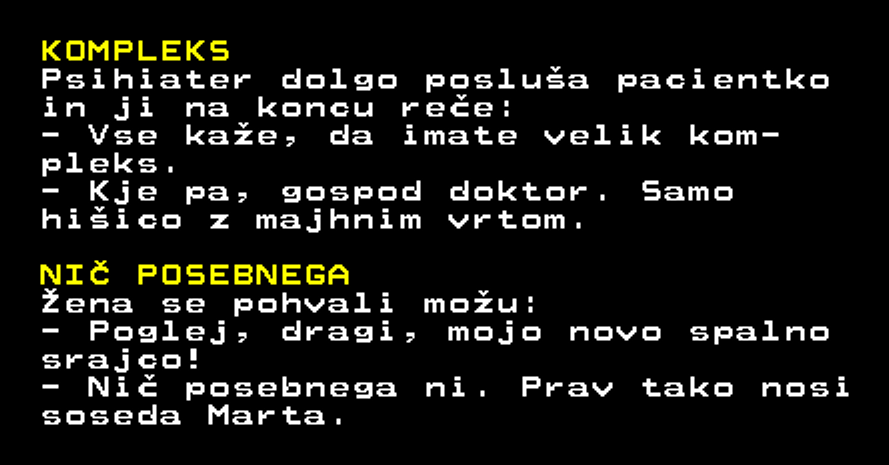 KOMPLEKS
Psihiater dolgo posluša pacientko
in ji na koncu reče:
- Vse kaže, da imate velik kom-
pleks.
- Kje pa, gospod doktor. Samo
hišico z majhnim vrtom.
NIČ POSEBNEGA
Žena se pohvali možu:
- Poglej, dragi, mojo novo spalno
srajco!
- Nič posebnega ni. Prav tako nosi
soseda Marta.